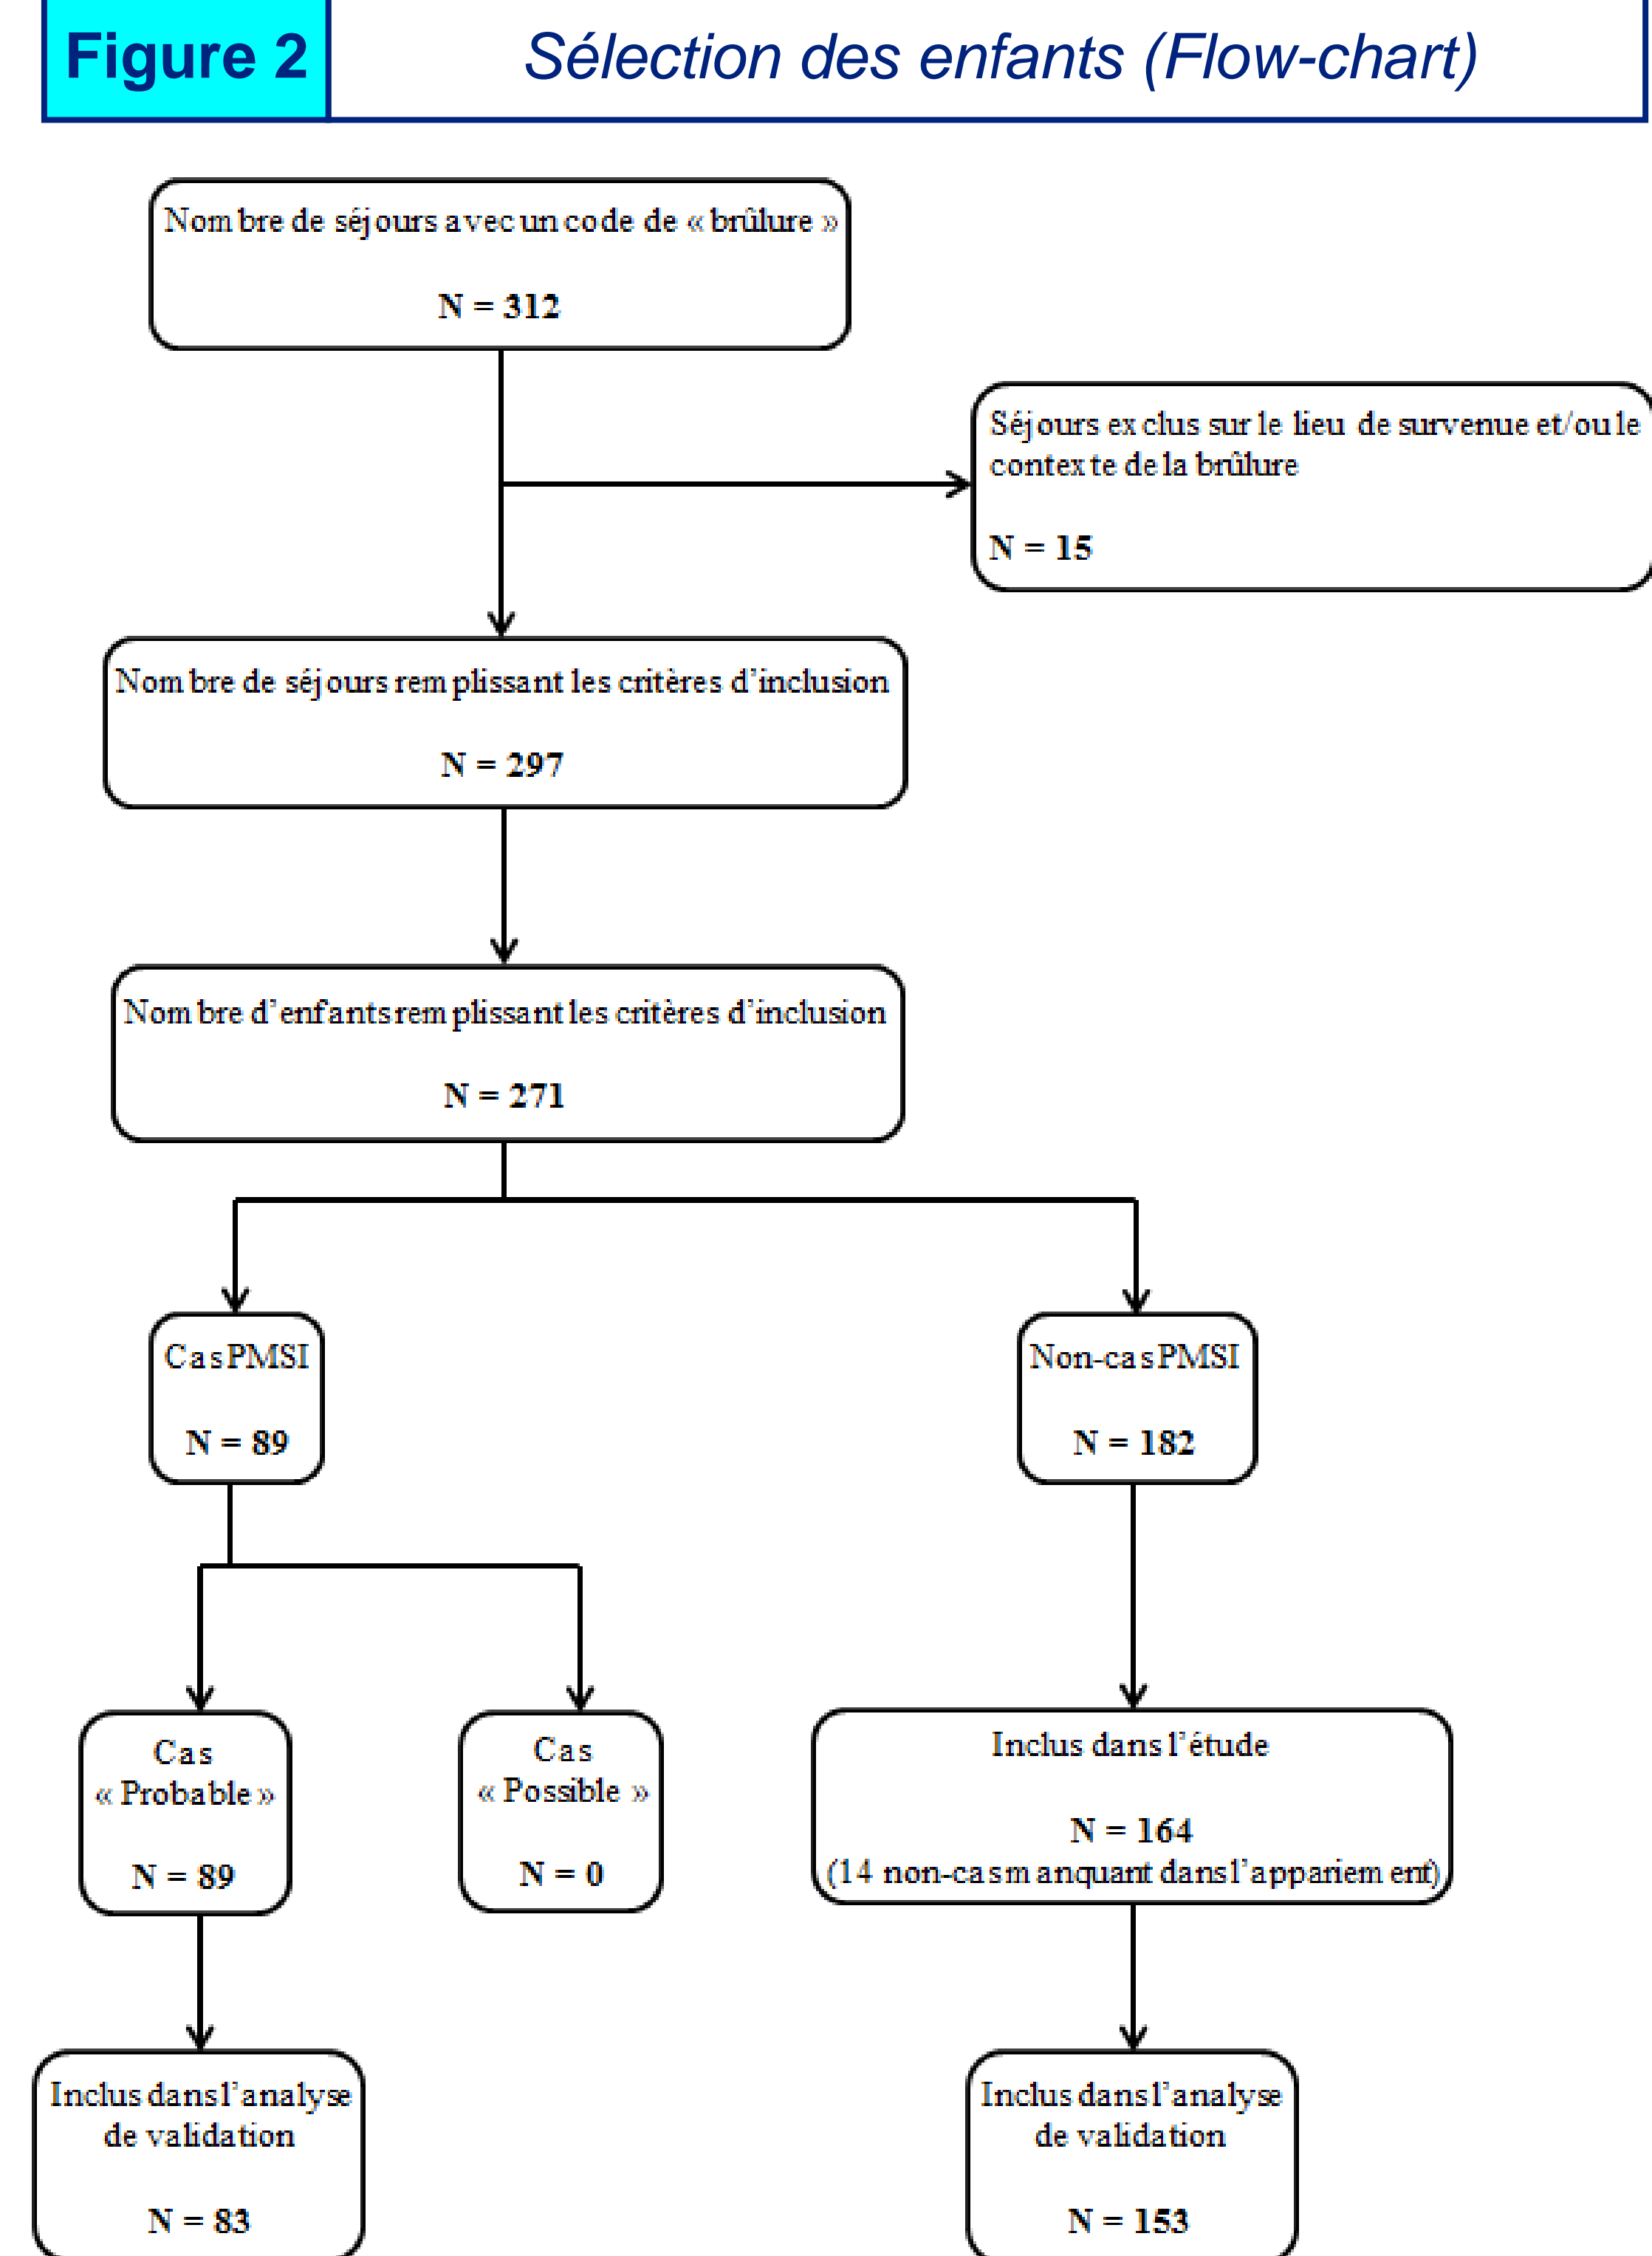 Figure 2
Sélection des enfants (Flow-chart)
Nombre de séjours avec un code de « brûlure »
N = 312
Séjours exclus sur le lieu de survenue et/ou le
contexte de la brûlure
N = 15
Nombre de séjours remplissant les critères d’inclusion
N = 297
Nombre d’enfants remplissant les critères d’inclusion
N = 271
Cas PMSI
N = 89
Non-cas PMSI
N = 182
Cas
« Probable »
N = 89
Cas
« Possible »
N = 0
Inclus dans l’étude
N = 164
(14 non-cas manquant dans l’appariement)
Inclus dans l’analyse
de validation
N = 83
Inclus dans l’analyse
de validation
N = 153